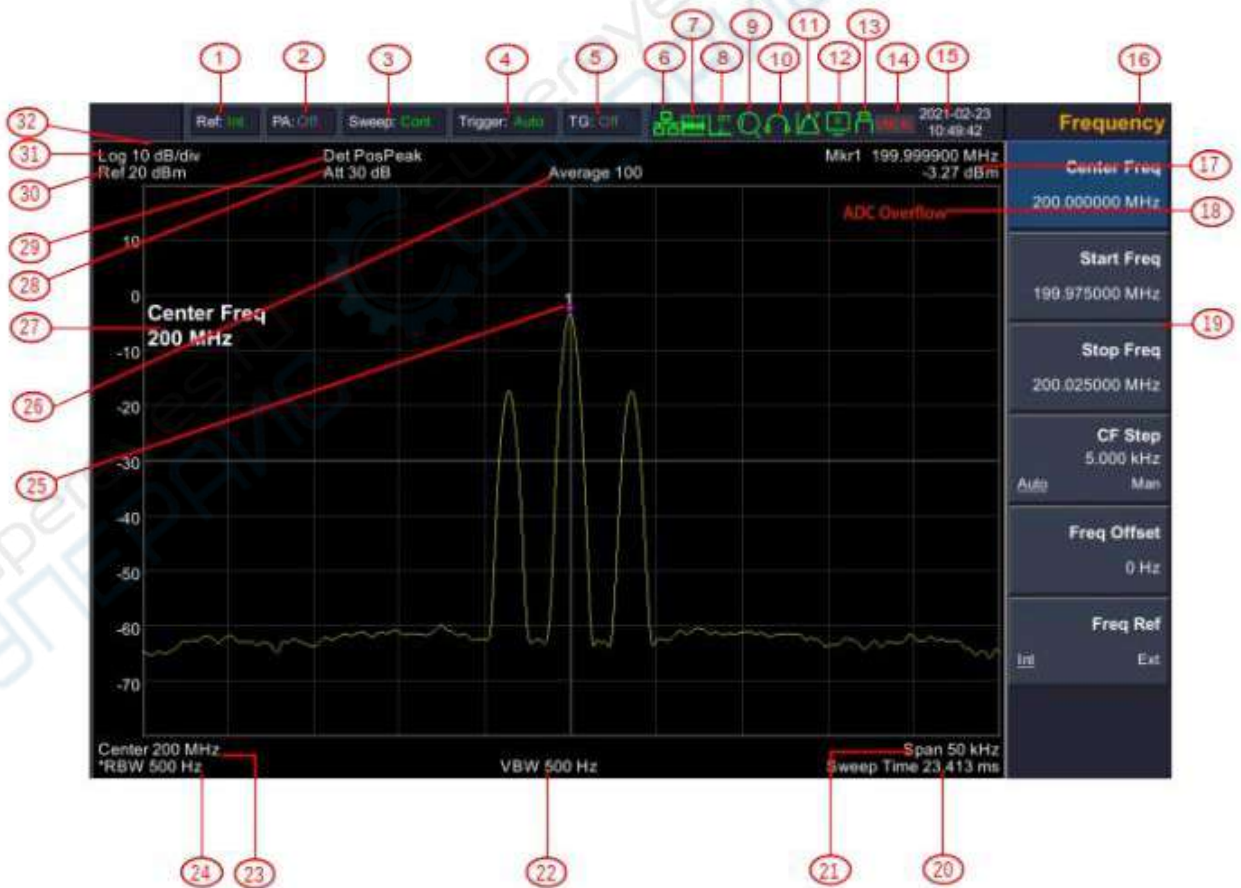 1 2 3 4 5 6 7 8 9 10 11 12 13 14 15 16
Ref: Int PA: Off Sweep: Cont Trigger: Auto TG: Off
2021-02-23
10:49:42
Frequency
32
31
30
Log 10 dB/div
Ref 20 dBm
Det PosPeak
Att 30 dB
Average 100
Mkr1 199.999900 MHz
-3.27 dBm
ADC Overflow
17
18
19
Center Freq
200.000000 MHz
Start Freq
199.975000 MHz
Stop Freq
200.025000 MHz
CF Step
5.000 kHz
Auto Man
Freq Offset
0 Hz
Freq Ref
Int Ext
29
28
27
26
25
10
0
-10
-20
-30
-40
-50
-60
-70
1
Center Freq
200 MHz
Center 200 MHz
*RBW 500 Hz
VBW 500 Hz
Span 50 kHz
Sweep Time 23.413 ms
24 23 22 21 20